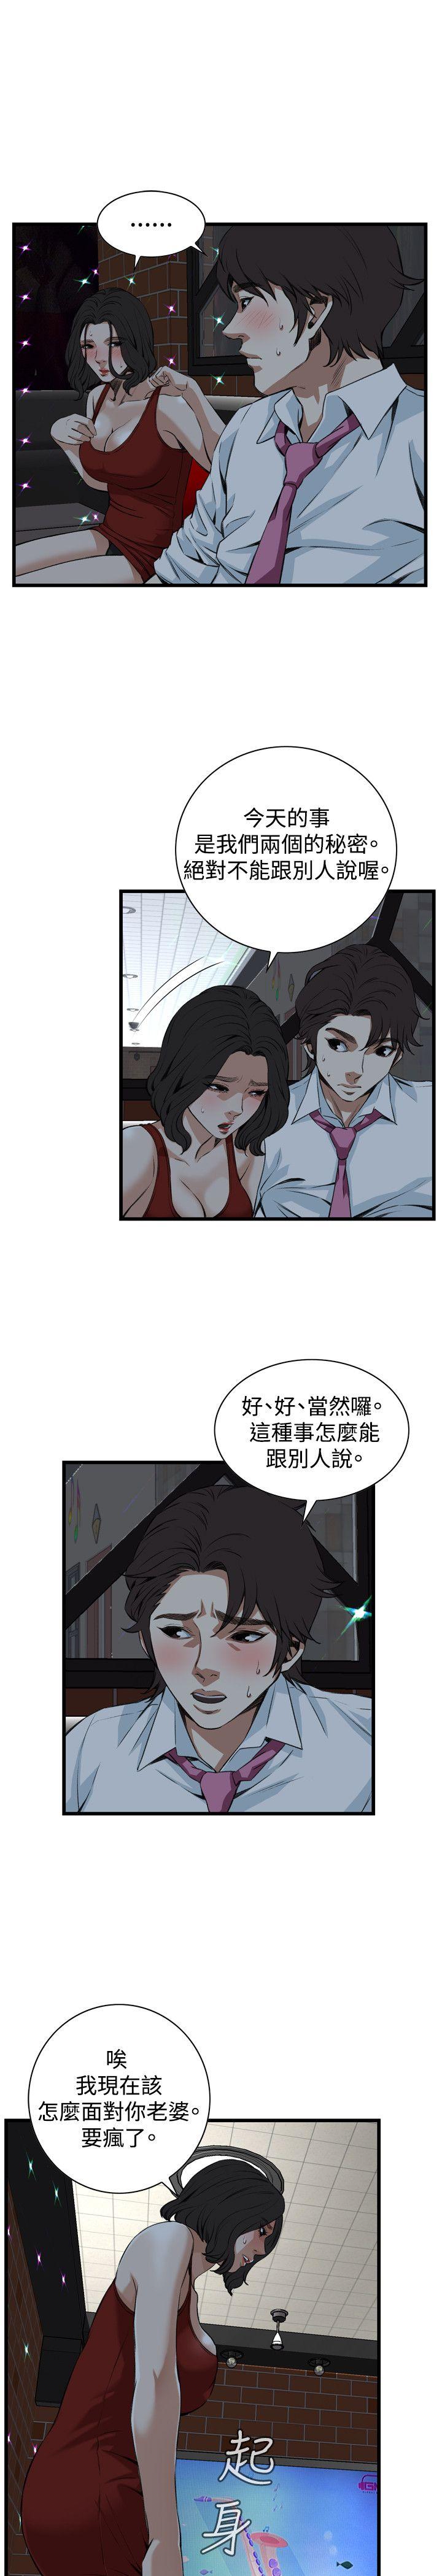 ……
今天的事
是我們兩個的秘密。
絕對不能跟別人說喔。
好、好、當然囉。
這種事怎麼能
跟別人說。
唉
我現在該
怎麼面對你老婆。
要瘋了。
起
身